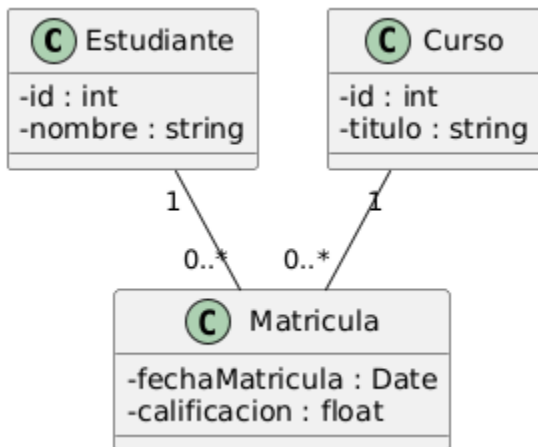 C Estudiante
-id : int
-nombre : string
C Curso
-id : int
-titulo : string
1
1
0..*
0..*
C Matricula
-fechaMatricula : Date
-calificacion : float